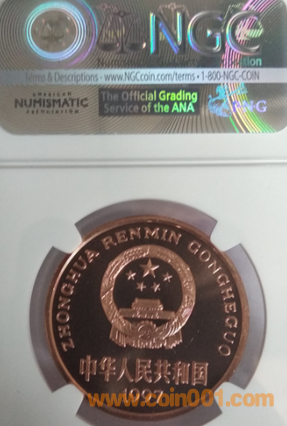 NGC
Terms & Descriptions - www.NGCcoin.com/terms • 1-800-NGC-COIN
AMERICAN
NUMISMATIC
ASSOCIATION
The Official Grading
Service of the ANA
PNG
ZHONGHUA RENMIN GONGHEGUO
中华人民共和国
www.coin001.com